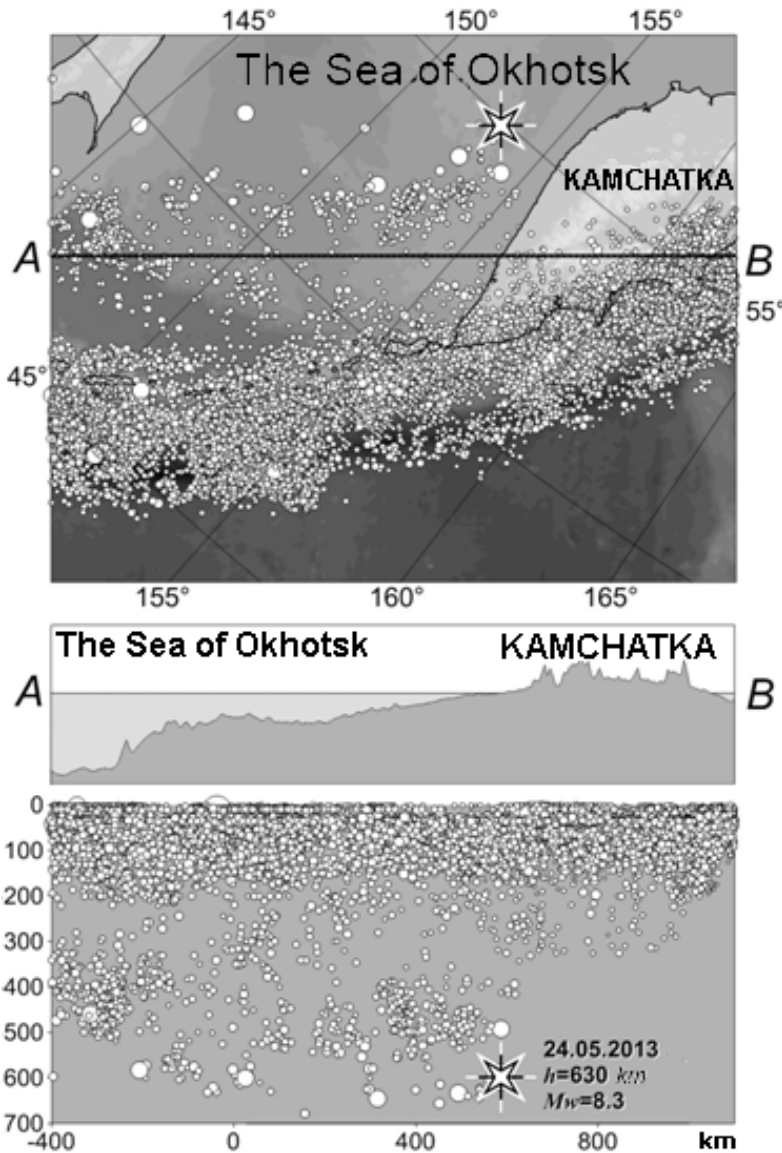 145° 150° 155°
The Sea of Okhotsk
KAMCHATKA
A B
55°
45°
155° 160° 165°
The Sea of Okhotsk KAMCHATKA
A B
0
100
200
300
400
500
24.05.2013
600
h=630 km
Mw=8.3
700
-400 0 400 800 km